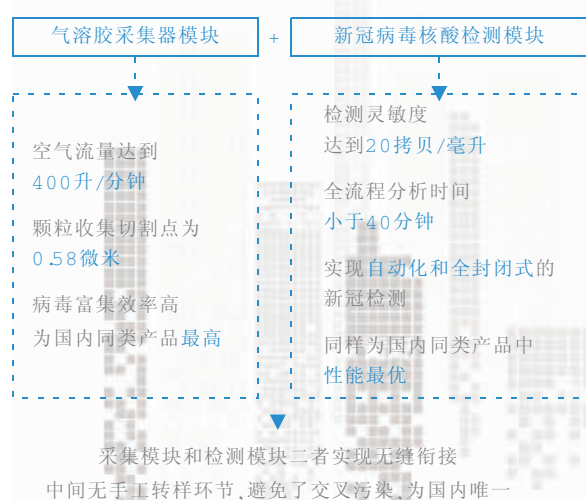 气溶胶采集器模块
+
新冠病毒核酸检测模块
空气流量达到
400升/分钟
颗粒收集切割点为
0.58微米
病毒富集效率高
为国内同类产品最高
检测灵敏度
达到20拷贝/毫升
全流程分析时间
小于40分钟
实现自动化和全封闭式的
新冠检测
同样为国内同类产品中
性能最优
采集模块和检测模块二者实现无缝衔接
中间无手工转样环节,避免了交叉污染,为国内唯一